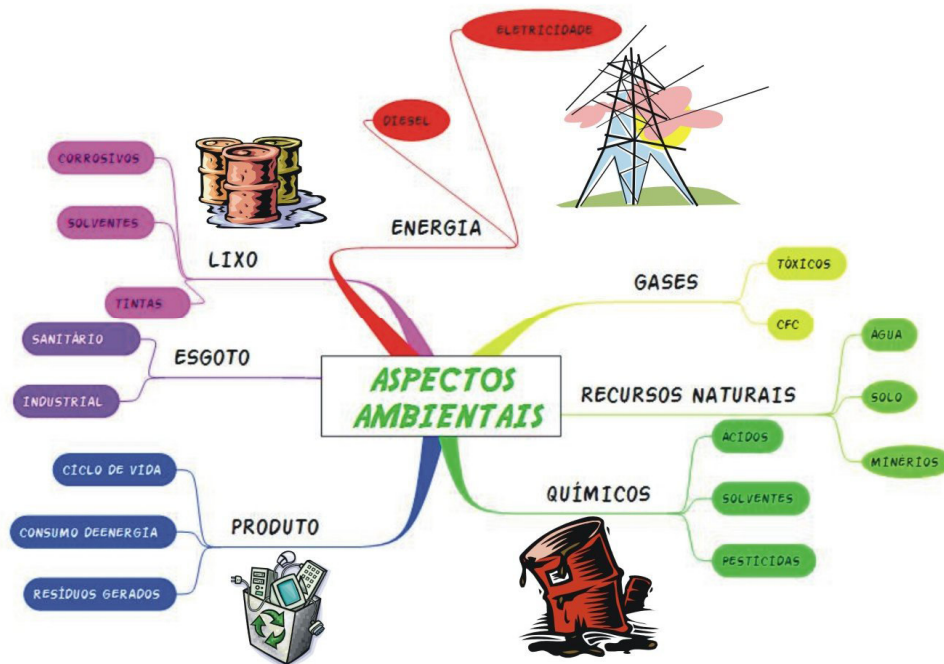 ELETRICIDADE
DIESEL
ENERGIA
CORROSIVOS
SOLVENTES
TINTAS
LIXO
SANITÁRIO
INDUSTRIAL
ESGOTO
GASES
TÓXICOS
CFC
ASPECTOS
AMBIENTAIS
RECURSOS NATURAIS
ÁGUA
SOLO
MINÉRIOS
QUÍMICOS
ÁCIDOS
SOLVENTES
PESTICIDAS
PRODUTO
CICLO DE VIDA
CONSUMO DEENERGIA
RESÍDUOS GERADOS